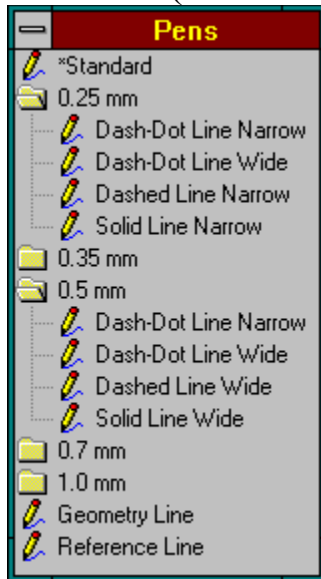 Pens
*Standard
0.25 mm
Dash-Dot Line Narrow
Dash-Dot Line Wide
Dashed Line Narrow
Solid Line Narrow
0.35 mm
0.5 mm
Dash-Dot Line Narrow
Dash-Dot Line Wide
Dashed Line Wide
Solid Line Wide
0.7 mm
1.0 mm
Geometry Line
Reference Line